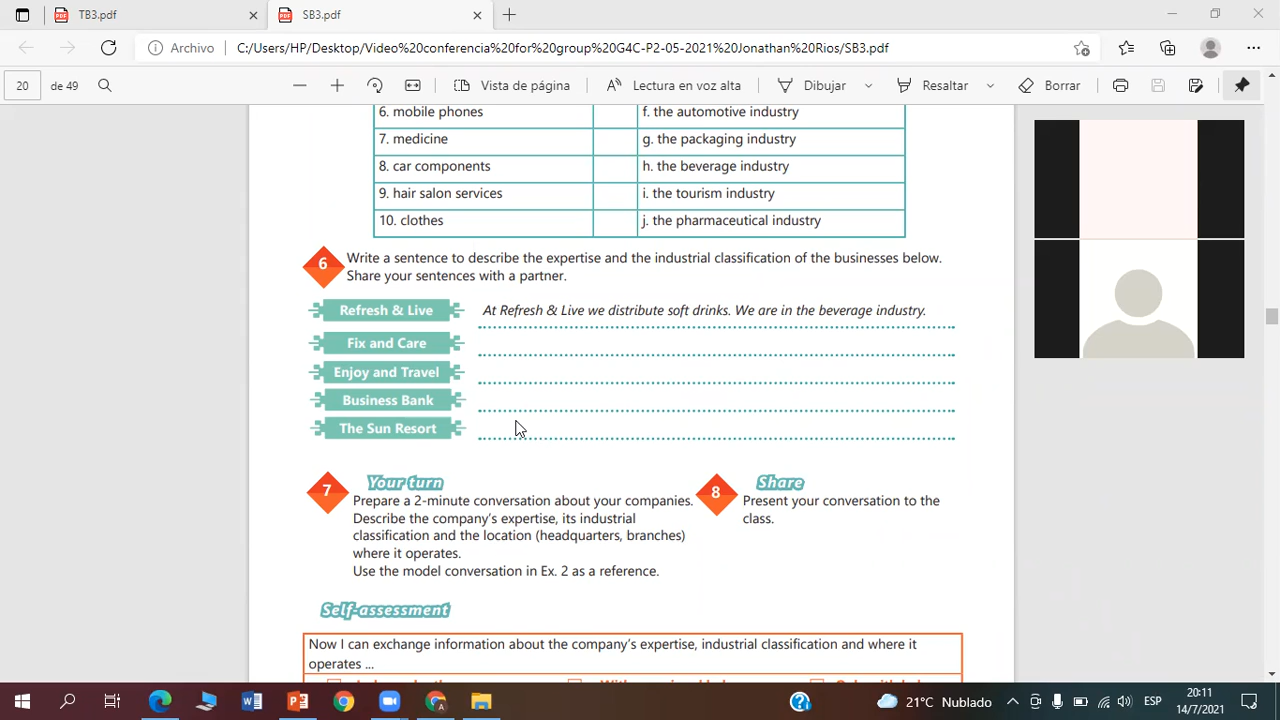 TB3.pdf
SB3.pdf
Archivo
C:/Users/HP/Desktop/Video%20conferencia%20for%20group%20G4C-P2-05-2021%20Jonathan%20Rios/SB3.pdf
20 de 49
Vista de página
Lectura en voz alta
Dibujar
Resaltar
Borrar
6. mobile phones f. the automotive industry
7. medicine g. the packaging industry
8. car components h. the beverage industry
9. hair salon services i. the tourism industry
10. clothes j. the pharmaceutical industry
6 Write a sentence to describe the expertise and the industrial classification of the businesses below.
Share your sentences with a partner.
Refresh & Live At Refresh & Live we distribute soft drinks. We are in the beverage industry.
Fix and Care
Enjoy and Travel
Business Bank
The Sun Resort
7 Your turn
Prepare a 2-minute conversation about your companies.
Describe the company's expertise, its industrial
classification and the location (headquarters, branches)
where it operates.
Use the model conversation in Ex. 2 as a reference.
8 Share
Present your conversation to the
class.
Self-assessment
Now I can exchange information about the company's expertise, industrial classification and where it
operates ...
21°C Nublado
ESP
20:11
14/7/2021